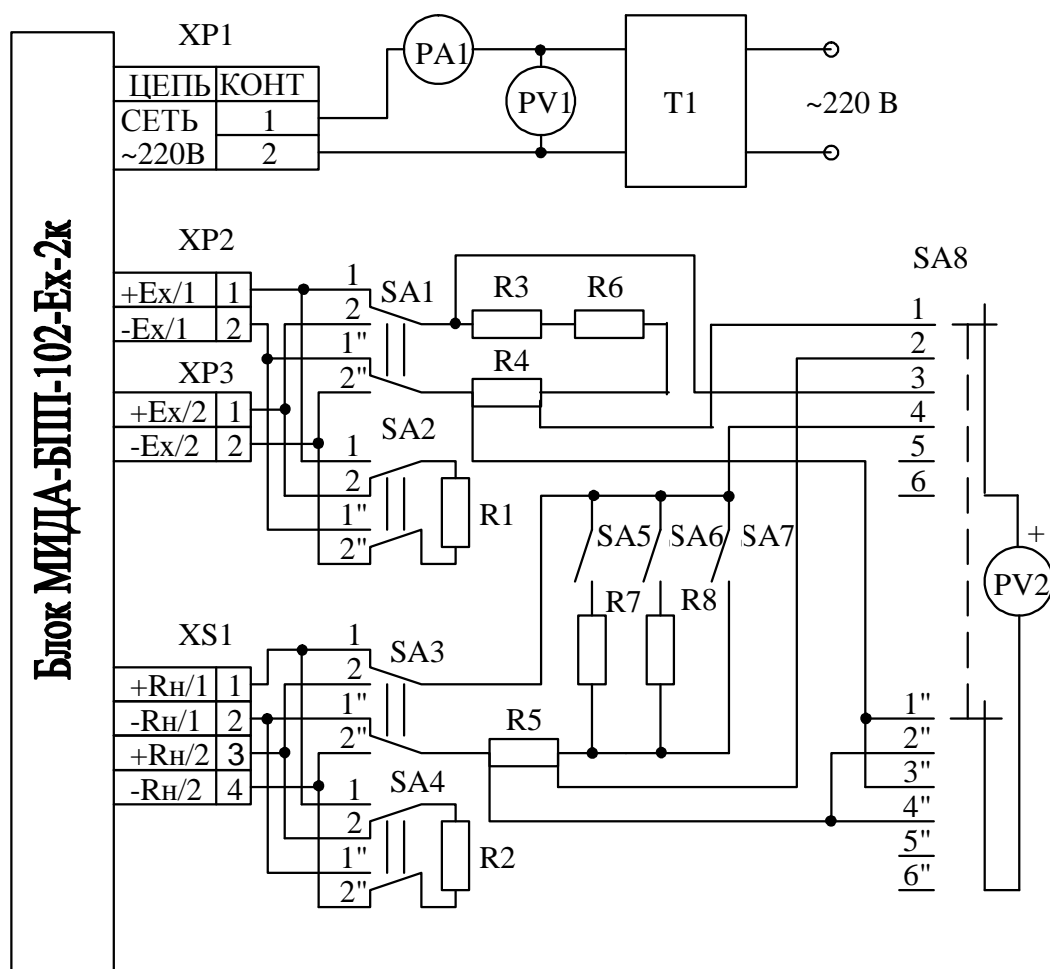 Блок МИДА-БПП-102-Ех-2к
XP1
ЦЕПЬ КОНТ
СЕТЬ 1
~220В 2
PA1
PV1
T1
~220 В
XP2
+Ex/1 1
-Ex/1 2
XP3
+Ex/2 1
-Ex/2 2
1
2
1"
2"
SA1
R3
R6
R4
SA2
1
2
1"
2"
R1
SA8
1
2
3
4
5
6
SA5
SA6
SA7
R7
R8
+
PV2
XS1
+Rн/1 1
-Rн/1 2
+Rн/2 3
-Rн/2 4
1
2
1"
2"
SA3
R5
SA4
1
2
1"
2"
R2
1"
2"
3"
4"
5"
6"